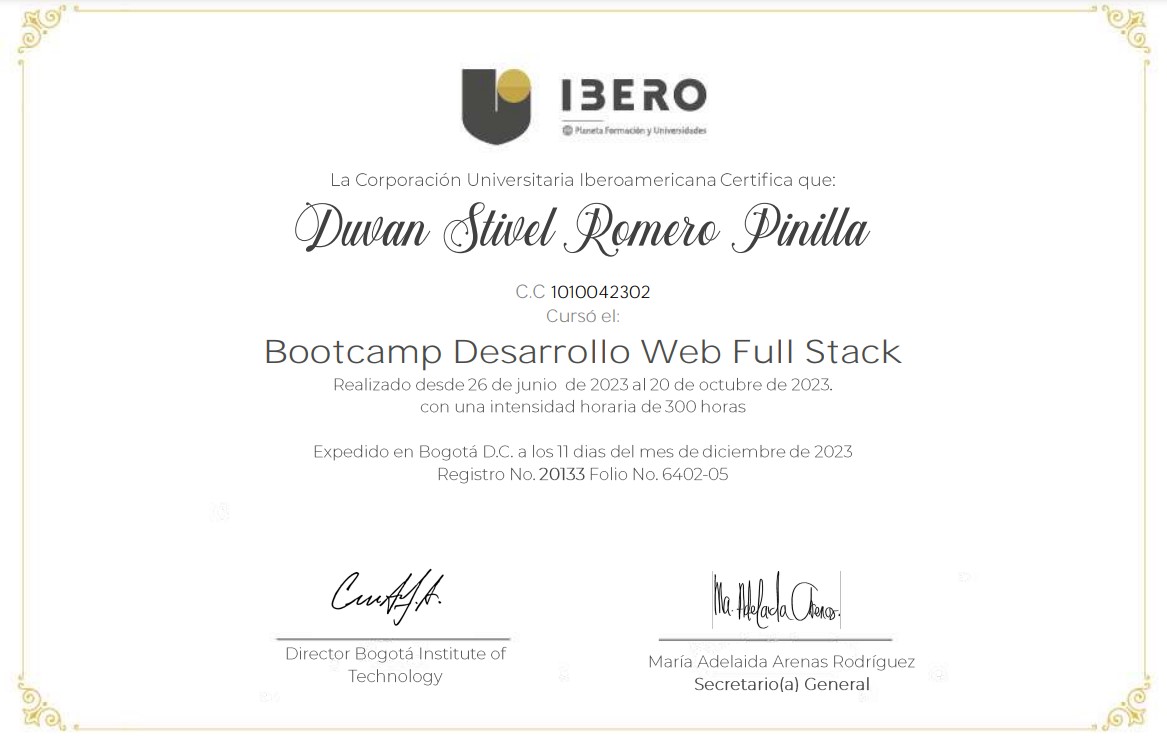 IBERO
Planeta Formación y Universidades
La Corporación Universitaria Iberoamericana Certifica que:
Duvan Stivel Romero Pinilla
C.C 1010042302
Cursó el:
Bootcamp Desarrollo Web Full Stack
Realizado desde 26 de junio de 2023 al 20 de octubre de 2023.
con una intensidad horaria de 300 horas
Expedido en Bogotá D.C. a los 11 dias del mes de diciembre de 2023
Registro No. 20133 Folio No. 6402-05
Ma. Adelaida Arenas.
Director Bogotá Institute of
Technology
María Adelaida Arenas Rodríguez
Secretario(a) General